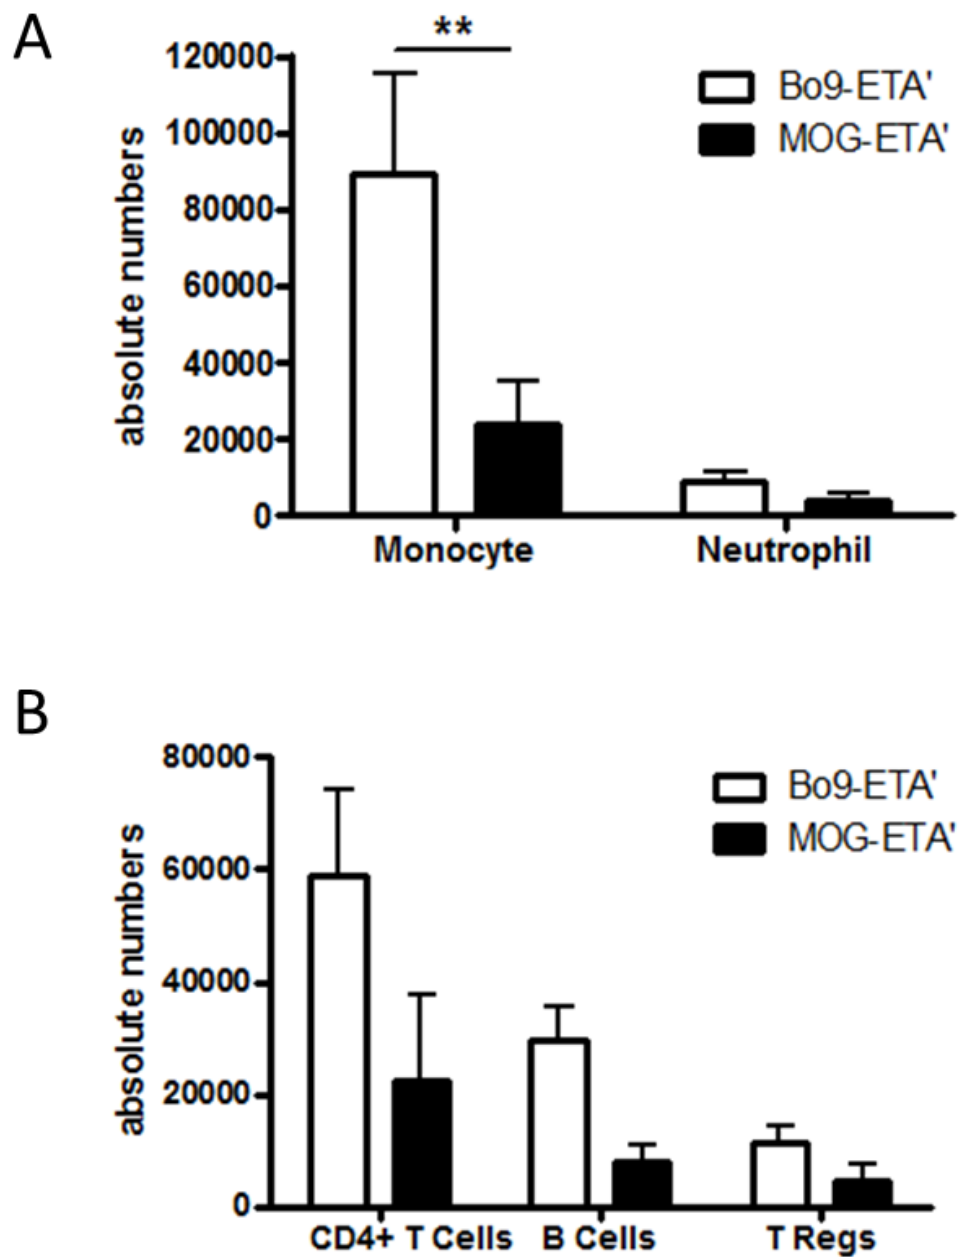 A
**
120000
100000
80000
60000
40000
20000
0
absolute numbers
Bo9-ETA'
MOG-ETA'
Monocyte Neutrophil
B
80000
60000
40000
20000
0
absolute numbers
Bo9-ETA'
MOG-ETA'
CD4+ T Cells B Cells T Regs